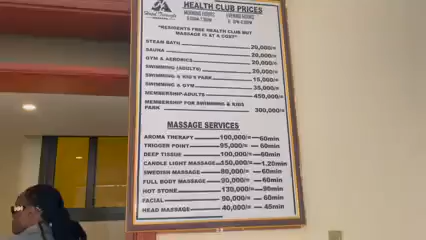 HEALTH CLUB PRICES
MORNING HOURS EVENING HOURS
"RESIDENTS FREE HEALTH CLUB BUT
MASSAGE IS AT A COST"
STEAM BATH 20,000/=
SAUNA 20,000/=
GYM & AEROBICS 20,000/=
SWIMMING (ADULTS) 20,000/=
SWIMMING & KID'S PARK 15,000/=
SWIMMING & GYM 35,000/=
MEMBERSHIP-ADULTS 450,000/=
MEMBERSHIP FOR SWIMMING & KIDS
PARK 300,000/=
MASSAGE SERVICES
AROMA THERAPY 100,000/= 60min
TRIGGER POINT 95,000/= 60min
DEEP TISSUE 100,000/= 60min
CANDLE LIGHT MASSAGE 150,000/= 1.20min
SWEDISH MASSAGE 80,000/= 60min
FULL BODY MASSAGE 90,000/= 60min
HOT STONE 130,000/= 90min
FACIAL 90,000/= 60min
HEAD MASSAGE 40,000/= 45min